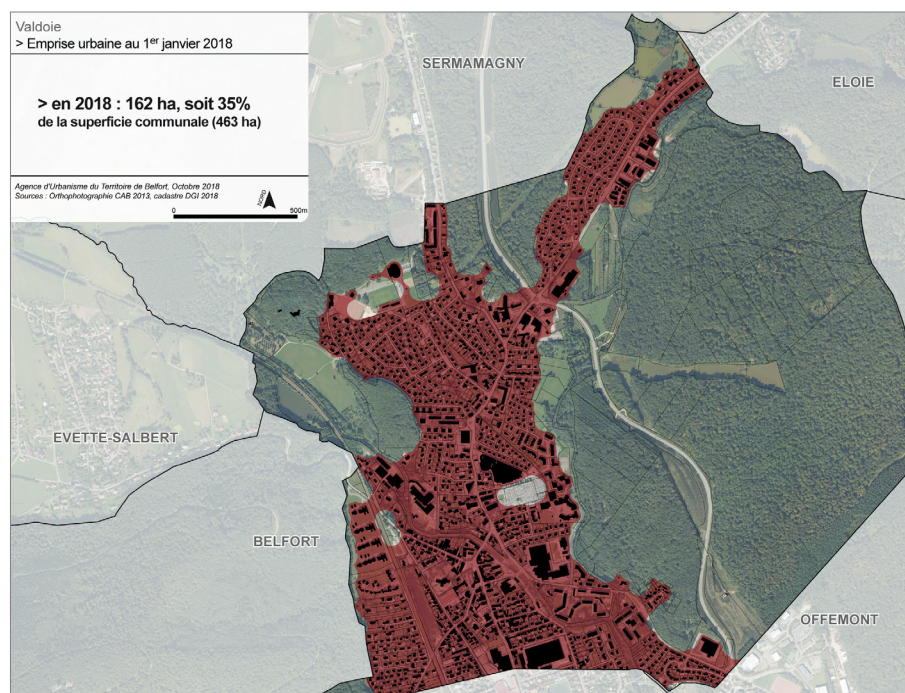 Valdoie
> Emprise urbaine au 1er janvier 2018
> en 2018 : 162 ha, soit 35%
de la superficie communale (463 ha)
Agence d'Urbanisme du Territoire de Belfort, Octobre 2018
Sources : Orthophotographie CAB 2013, cadastre DGI 2018
NORD
0 500m
SERMAMAGNY
ELOIE
EVETTE-SALBERT
BELFORT
OFFEMONT